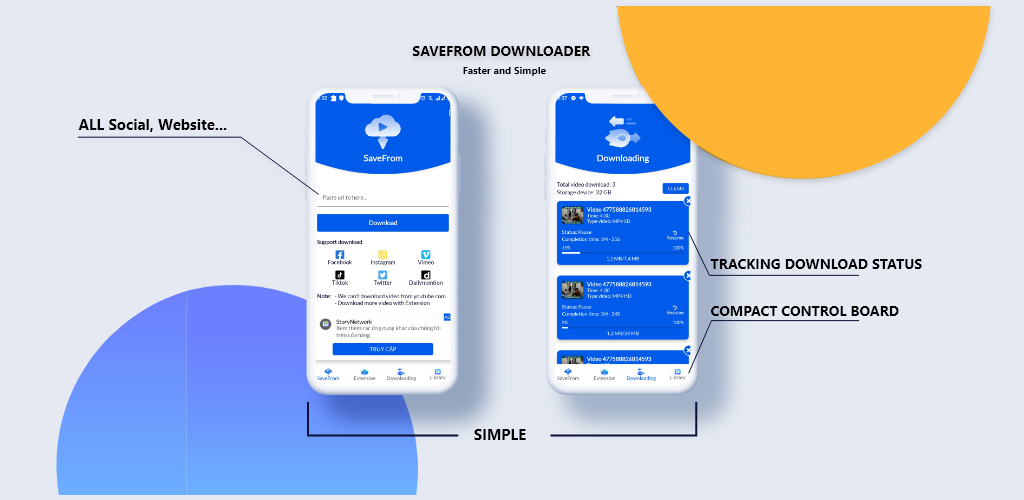 SAVEFROM DOWNLOADER
Faster and Simple
ALL Social, Website...
SaveFrom
Paste url to here...
Download
Support download
Facebook
Instagram
Vimeo
Tiktok
Twitter
Dailymontion
Note: - We can't download video from youtube.com
- Download more video with Extension
StoryNetwork
Xem thêm các ứng dụng khác của chúng tôi
trên cửa hàng
TRUY CẬP
SaveFrom
Extension
Downloading
Library
Downloading
Total video download: 3
Storage device: 32 GB
CLEAN
Video 477588826814593
Time: 4:30
Type video: MP4 SD
Status: Pause
Completion time: 1M - 25S
Resume
100%
1,1 MB/7,4 MB
Video 477588826814593
Time: 4:30
Type video: MP4 HD
Status: Pause
Completion time: 1M - 34S
Resume
5%
100%
1,2 MB/24 MB
Video 477588826814593
SaveFrom
Extension
Downloading
Library
TRACKING DOWNLOAD STATUS
COMPACT CONTROL BOARD
SIMPLE